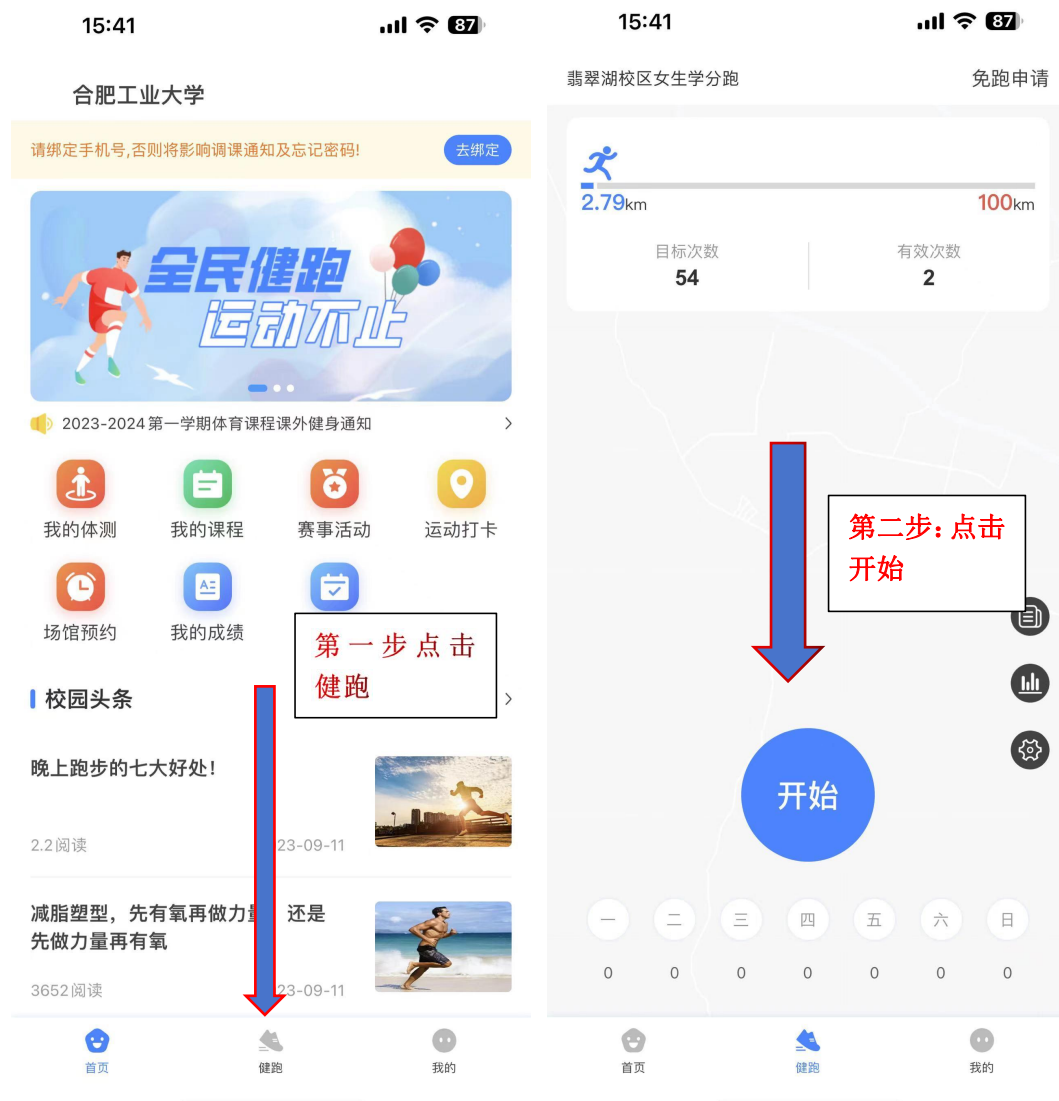 15:41
87
合肥工业大学
请绑定手机号,否则将影响调课通知及忘记密码!
去绑定
全民健跑
运动不止
2023-2024第一学期体育课程课外健身通知
我的体测
我的课程
赛事活动
运动打卡
场馆预约
我的成绩
第一步点击
健跑
校园头条
晚上跑步的七大好处!
2.2阅读
23-09-11
减脂塑型，先有氧再做力量 还是
先做力量再有氧
3652阅读
23-09-11
首页
健跑
我的
15:41
87
翡翠湖校区女生学分跑
免跑申请
2.79km
100km
目标次数
有效次数
54
2
第二步:点击
开始
开始
一 二 三 四 五 六 日
0 0 0 0 0 0 0
首页
健跑
我的